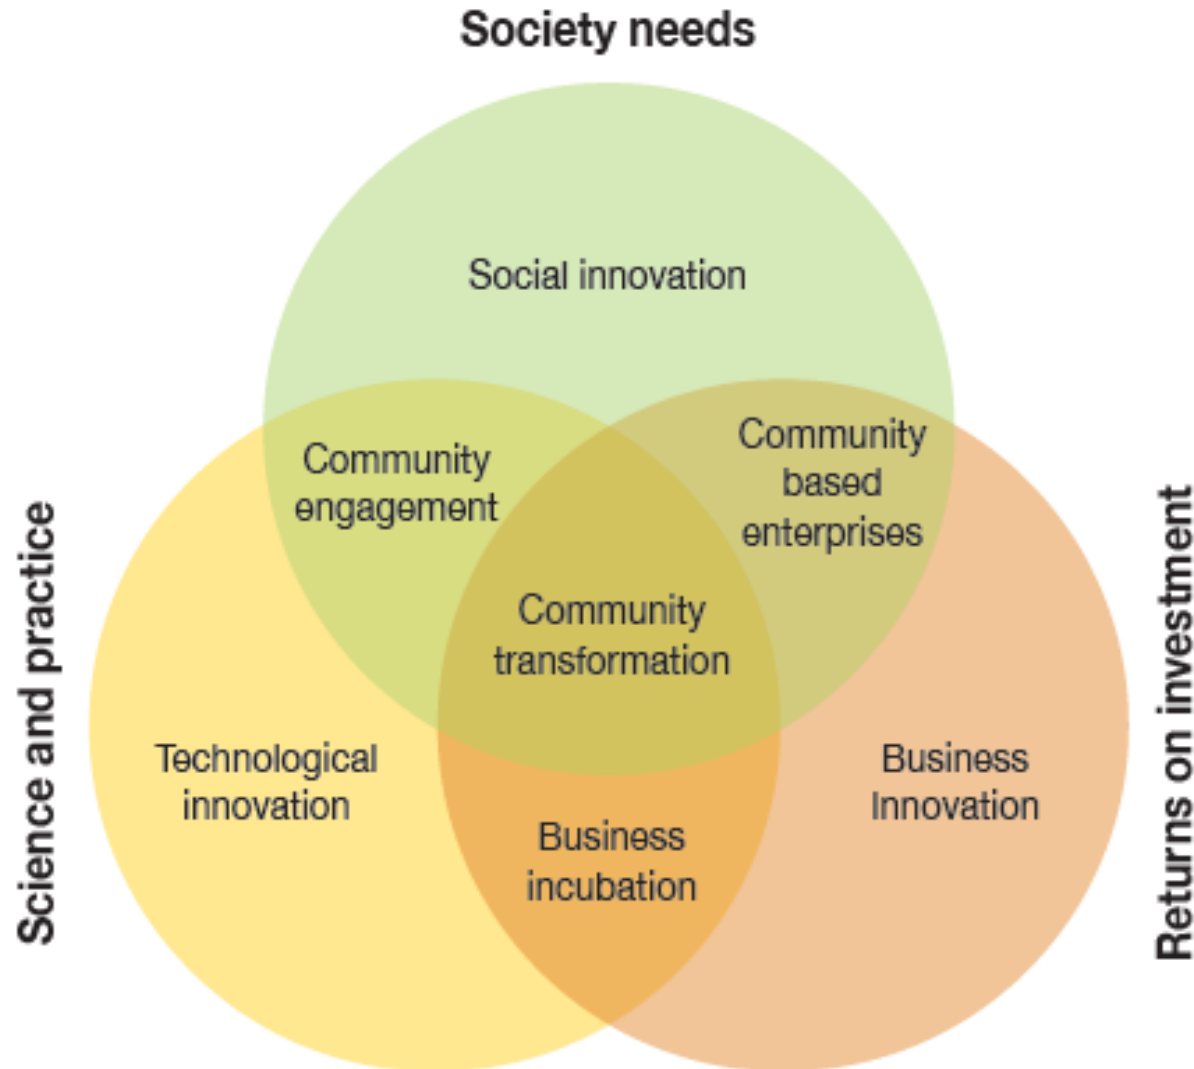 Society needs
Social innovation
Community
engagement
Community
based
enterprises
Community
transformation
Science and practice
Returns on investment
Technological
innovation
Business
Innovation
Business
incubation